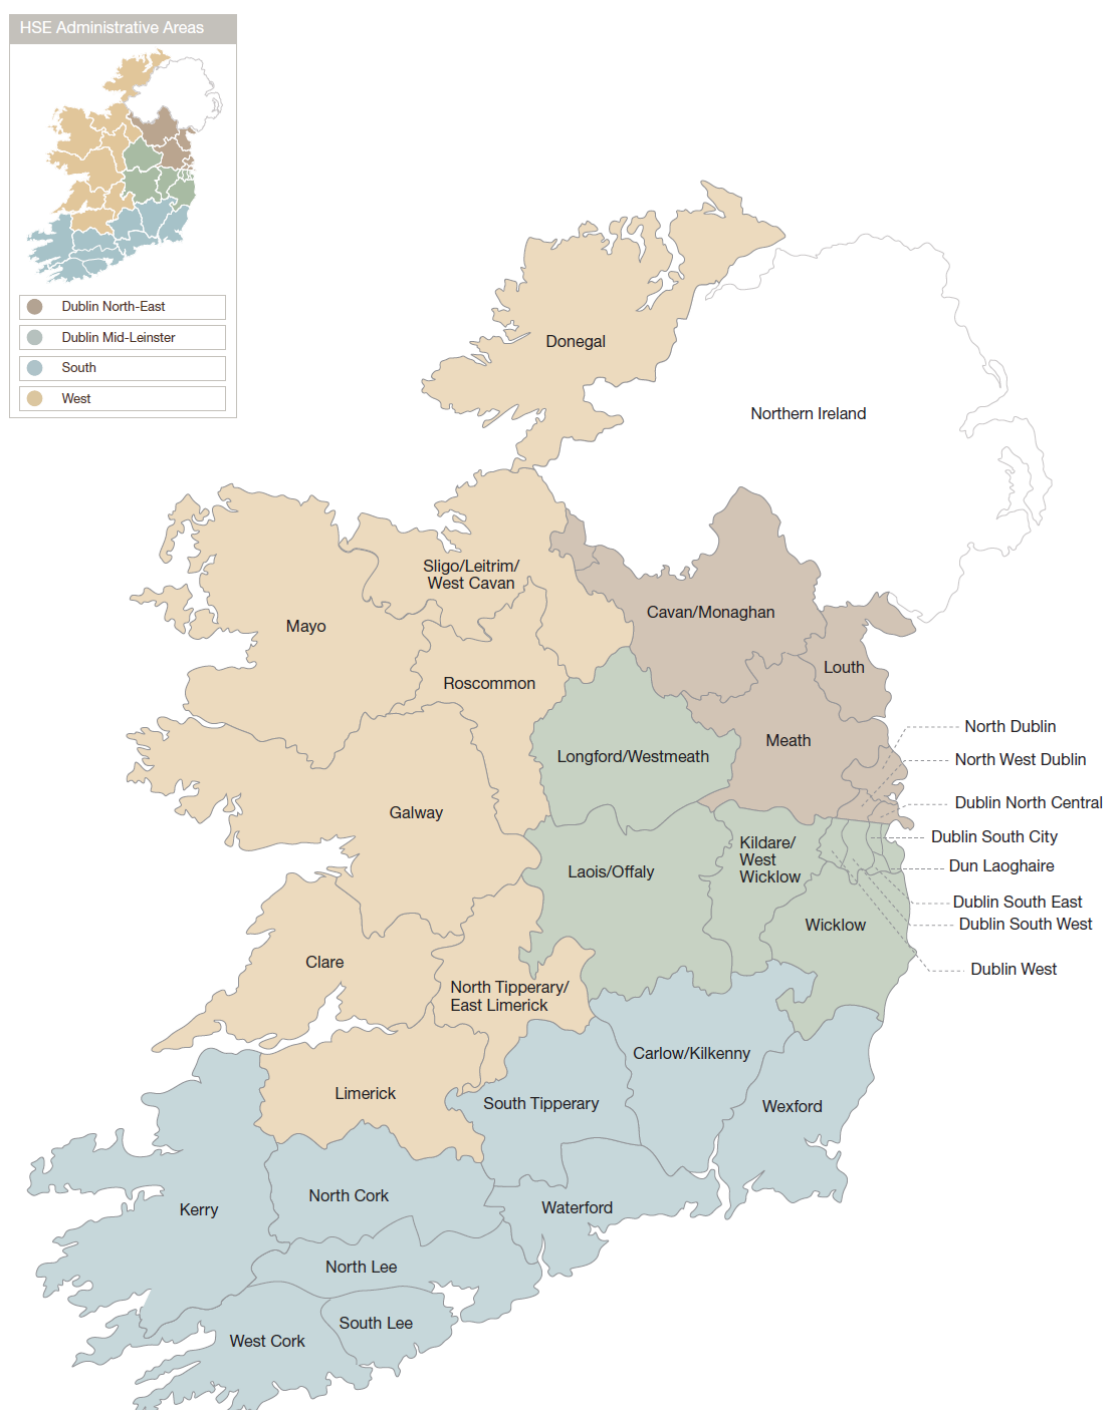 HSE Administrative Areas
Dublin North-East
Dublin Mid-Leinster
South
West
Donegal
Northern Ireland
Sligo/Leitrim/
West Cavan
Cavan/Monaghan
Mayo
Louth
Roscommon
North Dublin
Meath
Longford/Westmeath
North West Dublin
Dublin North Central
Galway
Dublin South City
Kildare/
West
Wicklow
Dun Laoghaire
Laois/Offaly
Dublin South East
Dublin South West
Wicklow
Clare
Dublin West
North Tipperary/
East Limerick
Carlow/Kilkenny
Limerick
South Tipperary
Wexford
North Cork
Kerry
Waterford
North Lee
South Lee
West Cork